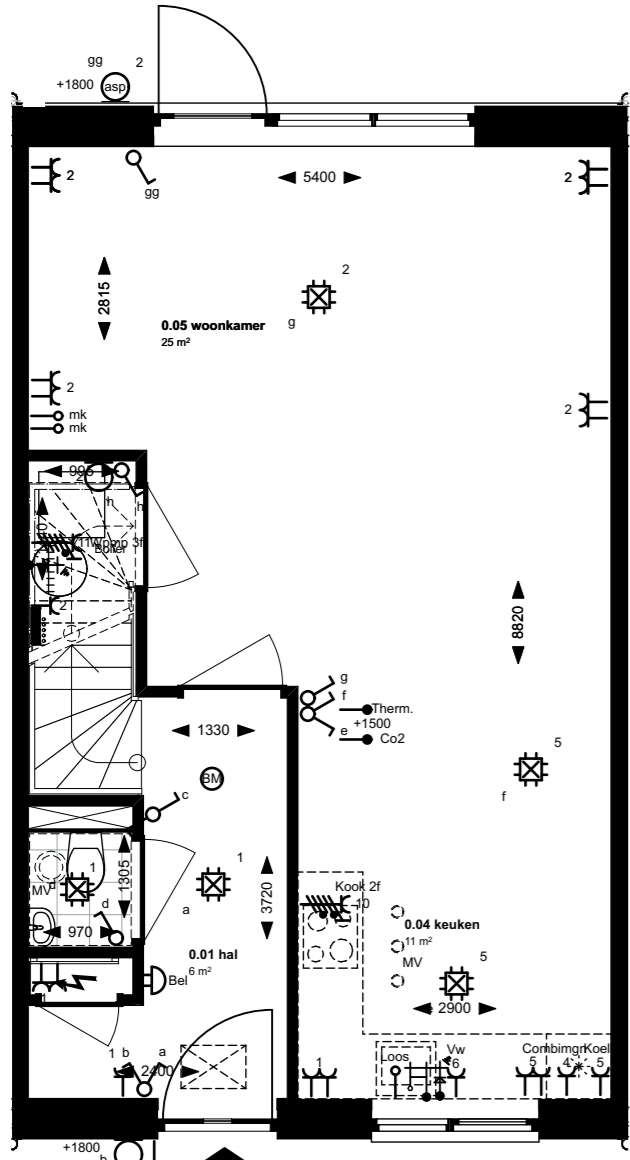 gg 2
+1800 asp
2
gg
5400
2
2815
2
g
0.05 woonkamer
25 m²
2
2
mk
mk
995
2
h
h
Boiler
2
8820
g
f
Therm.
+1500
e
Co2
1330
BM
c
5
f
1
MV
d
1305
d
970
1
a
3720
Kook 2f
10
0.04 keuken
11 m²
MV
0.01 hal
6 m²
Bel
5
2900
1 b a
2400
1
Loos
Vw
6
Combimgn
Koel
5
4
5
+1800
b